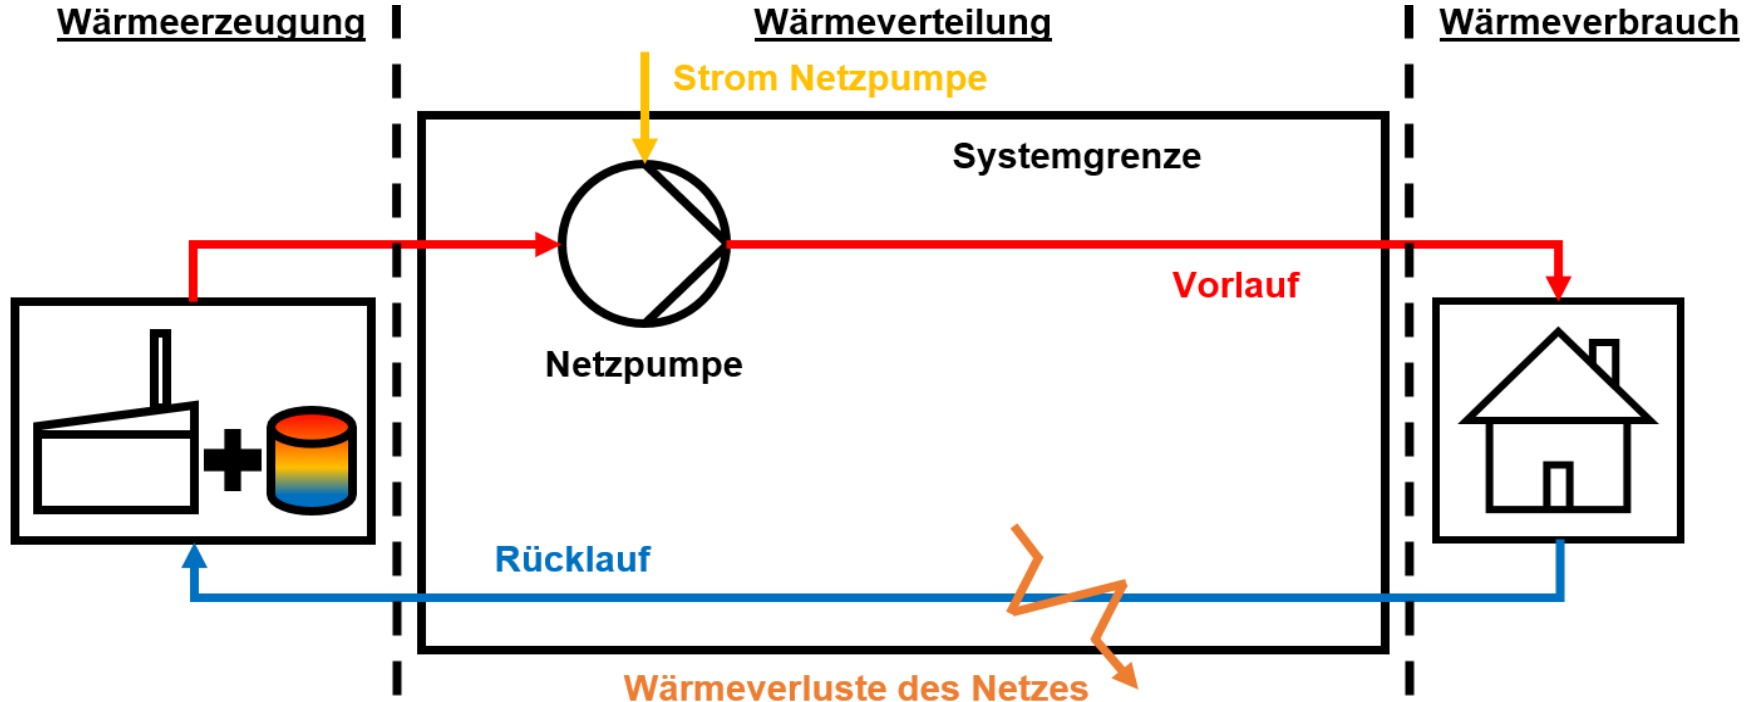 Wärmeerzeugung
Wärmeverteilung
Wärmeverbrauch
Strom Netzpumpe
Systemgrenze
Vorlauf
Netzpumpe
Rücklauf
Wärmeverluste des Netzes